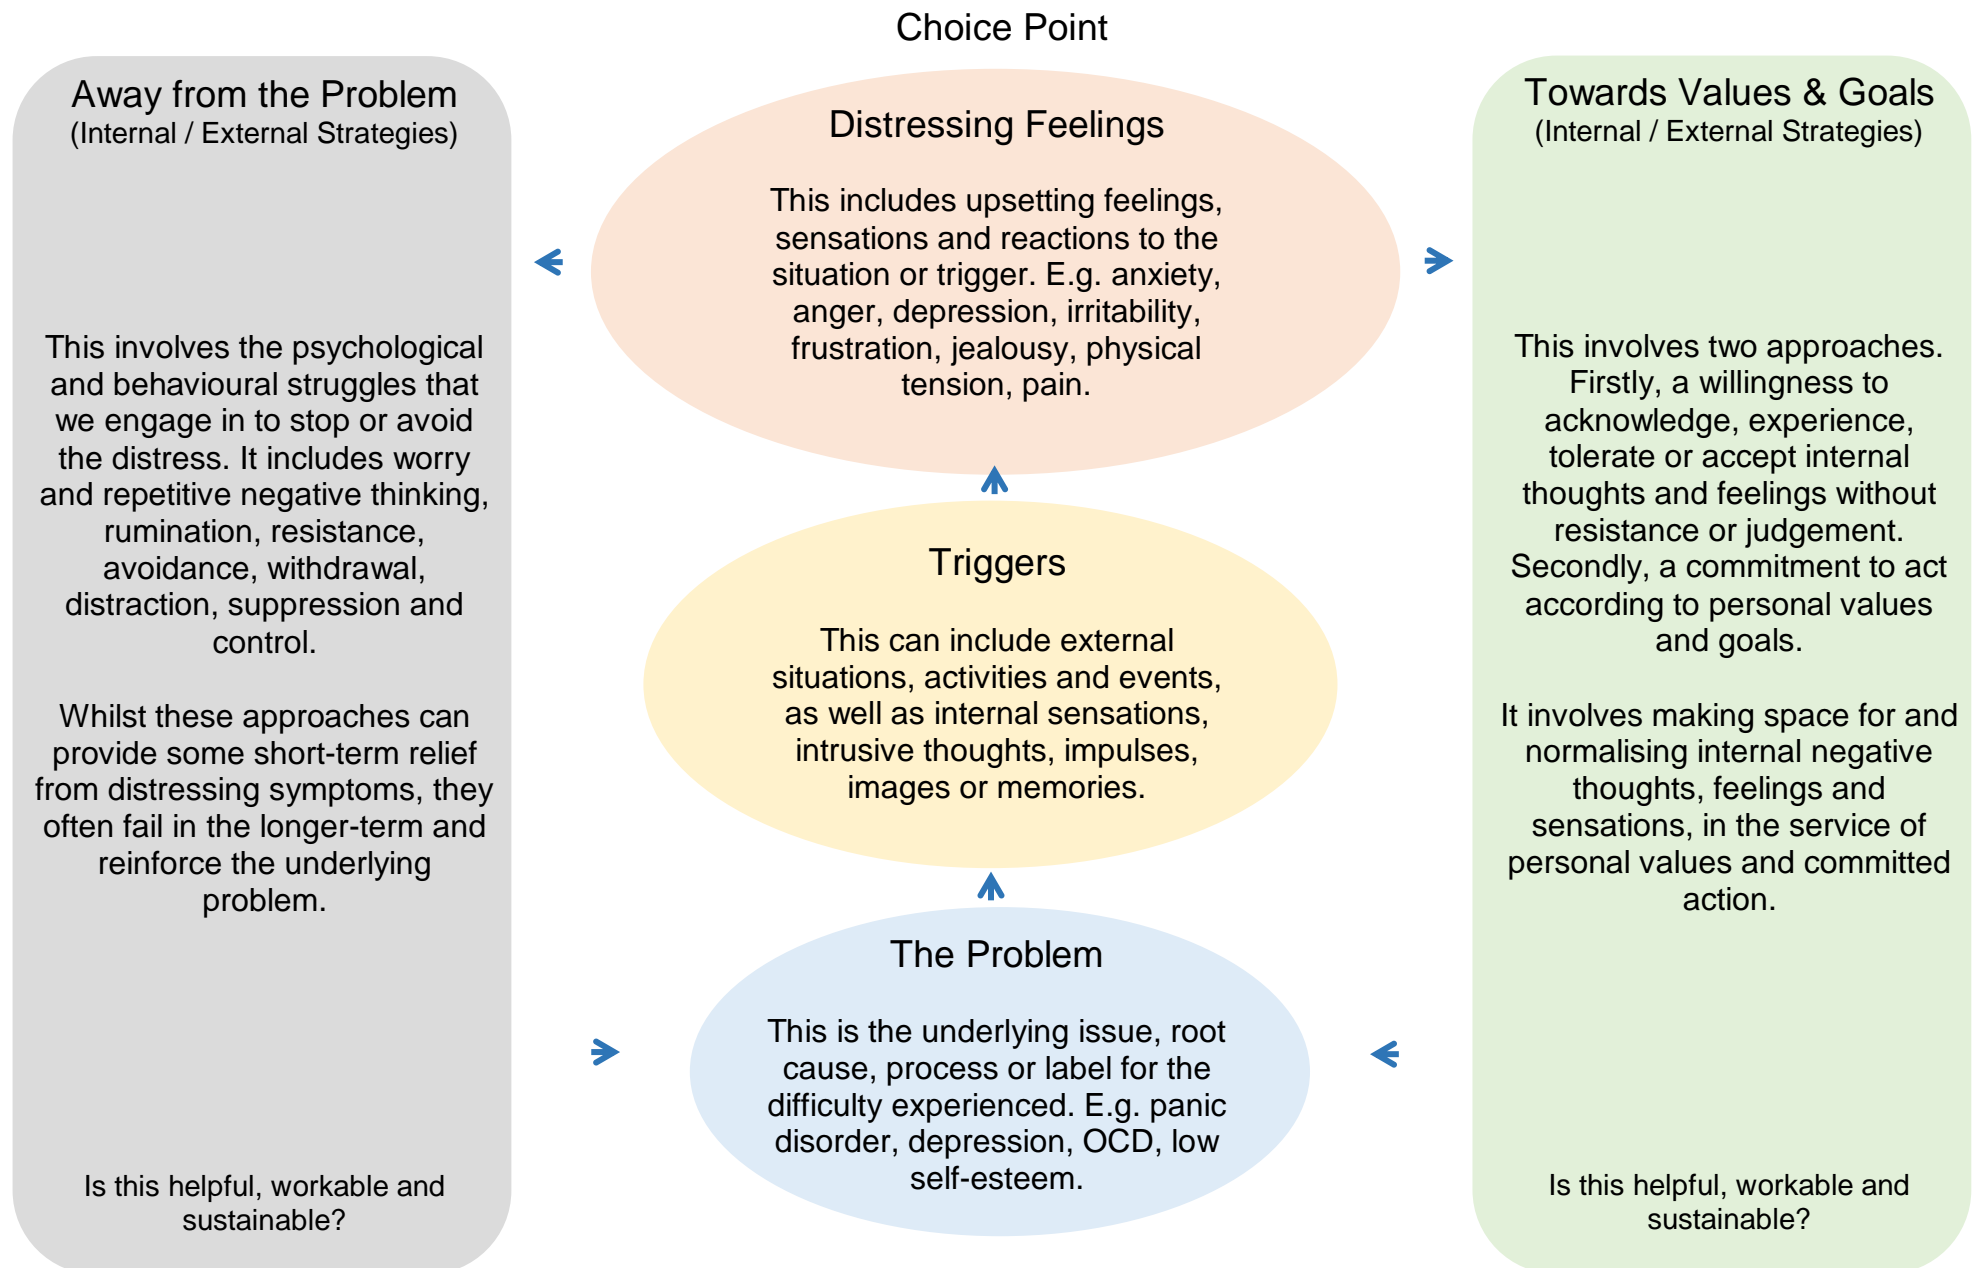 Choice Point
Away from the Problem
(Internal / External Strategies)
This involves the psychological
and behavioural struggles that
we engage in to stop or avoid
the distress. It includes worry
and repetitive negative thinking,
rumination, resistance,
avoidance, withdrawal,
distraction, suppression and
control.
Whilst these approaches can
provide some short-term relief
from distressing symptoms, they
often fail in the longer-term and
reinforce the underlying
problem.
Is this helpful, workable and
sustainable?
Distressing Feelings
This includes upsetting feelings,
sensations and reactions to the
situation or trigger. E.g. anxiety,
anger, depression, irritability,
frustration, jealousy, physical
tension, pain.
Triggers
This can include external
situations, activities and events,
as well as internal sensations,
intrusive thoughts, impulses,
images or memories.
The Problem
This is the underlying issue, root
cause, process or label for the
difficulty experienced. E.g. panic
disorder, depression, OCD, low
self-esteem.
Towards Values & Goals
(Internal / External Strategies)
This involves two approaches.
Firstly, a willingness to
acknowledge, experience,
tolerate or accept internal
thoughts and feelings without
resistance or judgement.
Secondly, a commitment to act
according to personal values
and goals.
It involves making space for and
normalising internal negative
thoughts, feelings and
sensations, in the service of
personal values and committed
action.
Is this helpful, workable and
sustainable?